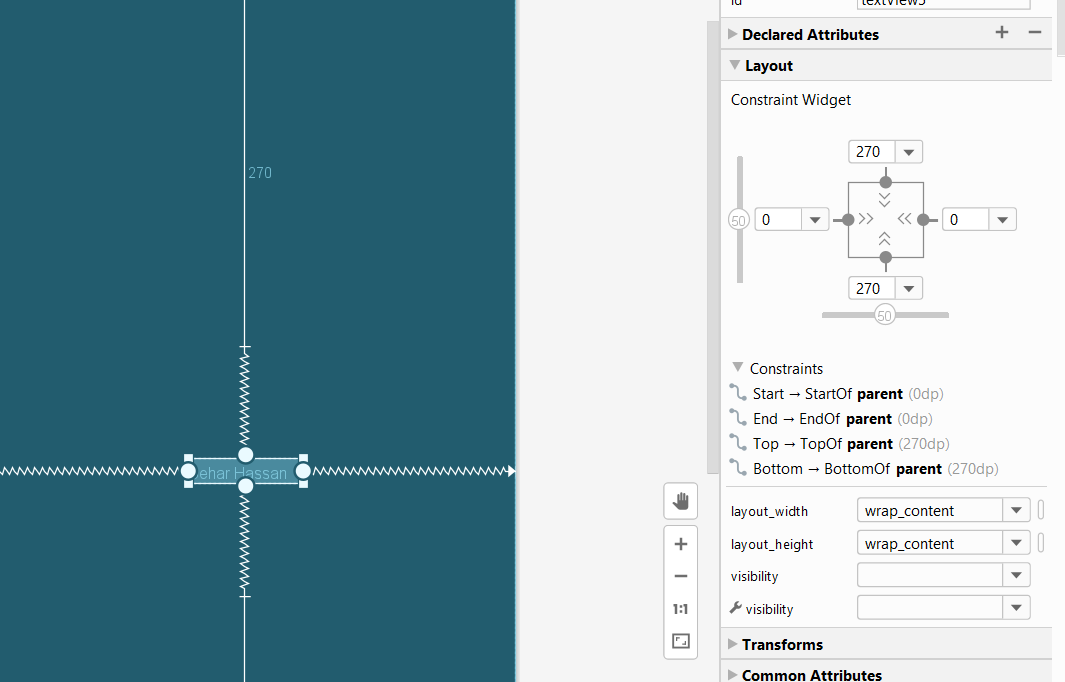 id textView5
Declared Attributes
Layout
Constraint Widget
270
270
50 0 0
270
50
Constraints
Start → StartOf parent (0dp)
End → EndOf parent (0dp)
Top → TopOf parent (270dp)
ehar Hassan
Bottom → BottomOf parent (270dp)
layout_width wrap_content
layout_height wrap_content
visibility
1:1 visibility
Transforms
Common Attributes